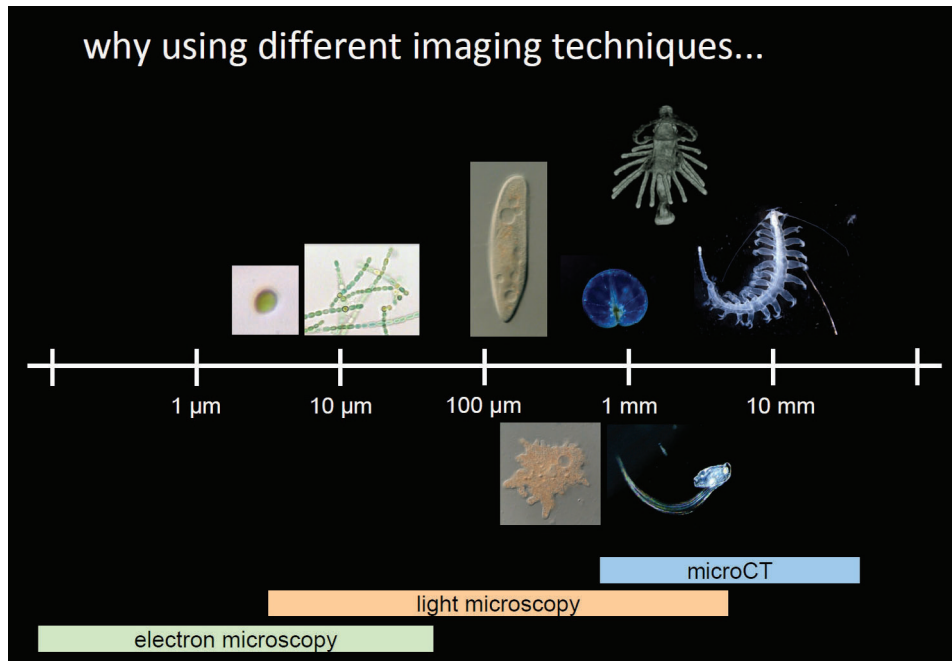 why using different imaging techniques...
1 µm
10 µm
100 µm
1 mm
10 mm
microCT
light microscopy
electron microscopy